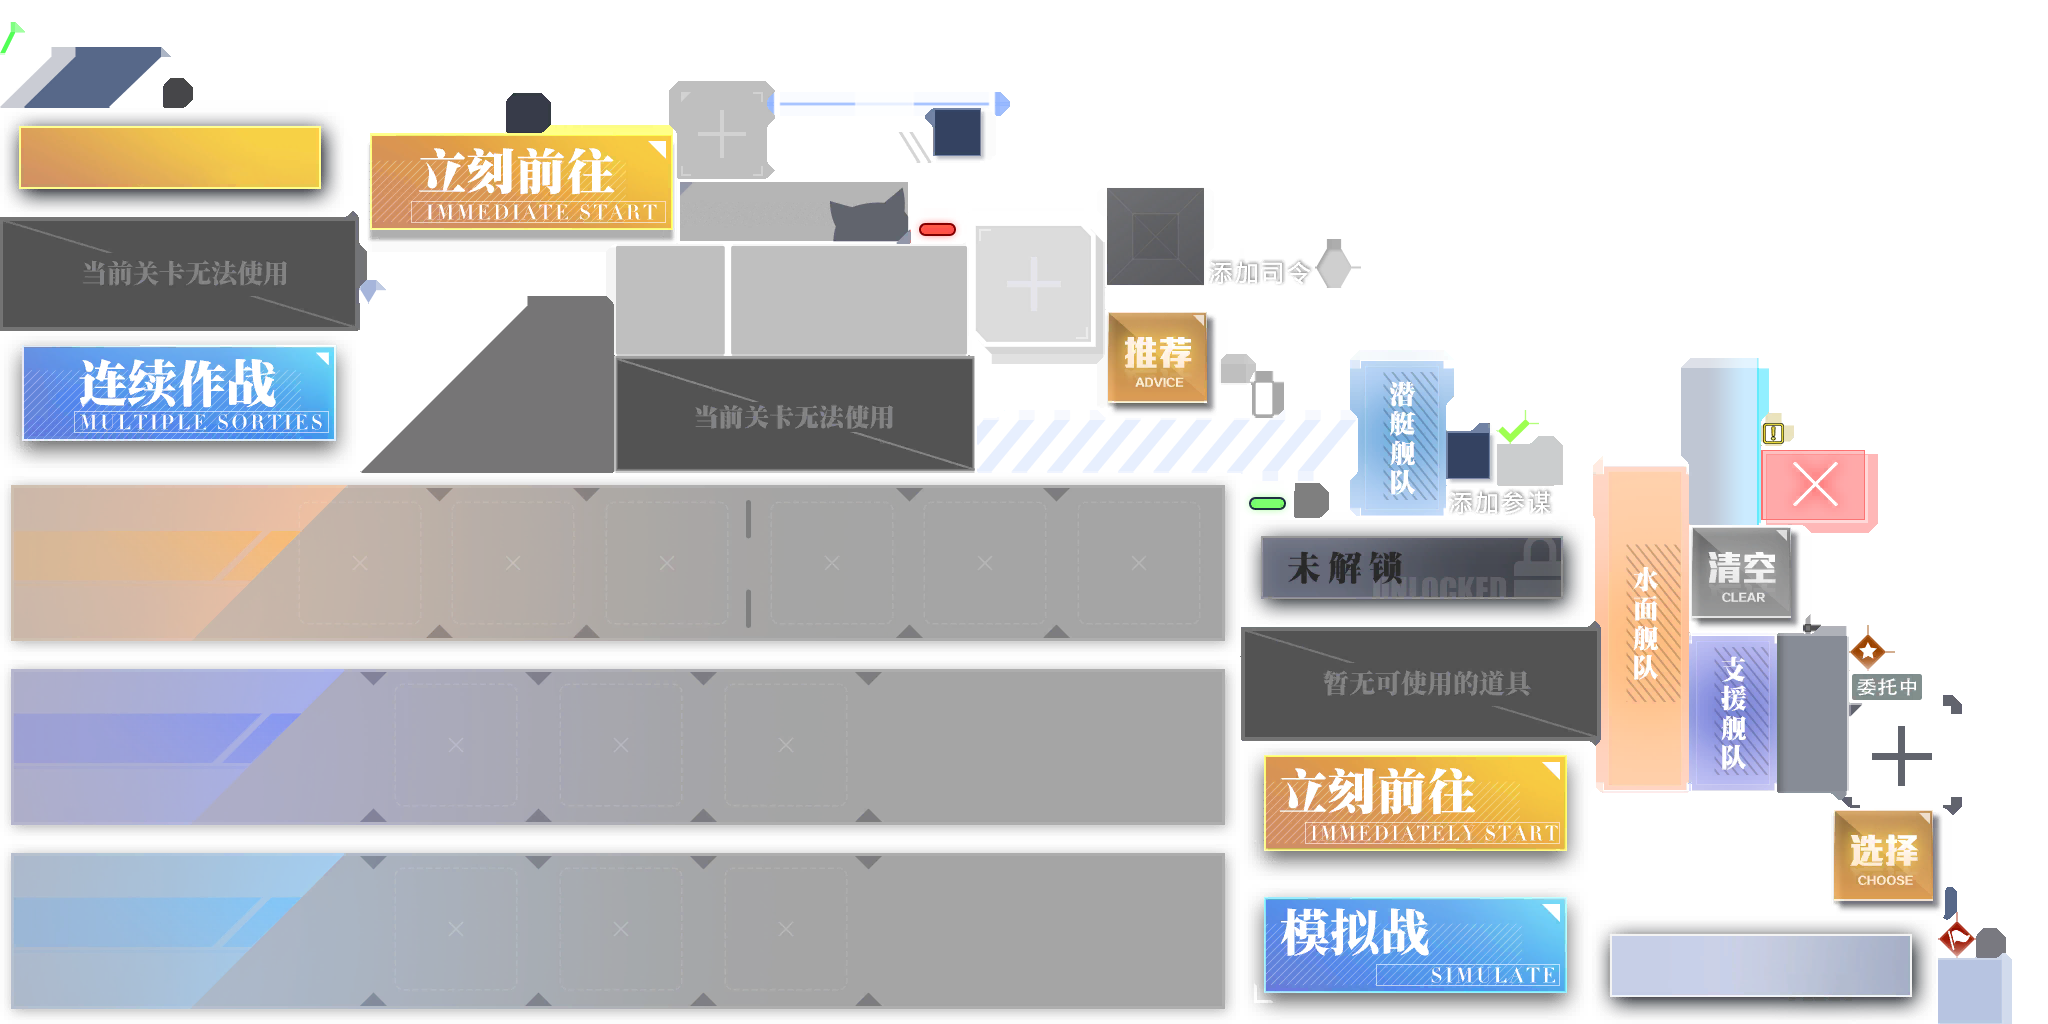 立刻前往
IMMEDIATE START
当前关卡无法使用
添加司令
连续作战
MULTIPLE SORTIES
推荐
ADVICE
当前关卡无法使用
潜艇舰队
添加参谋
未解锁
UNLOCKED
水面舰队
清空
CLEAR
暂无可使用的道具
支援舰队
委托中
立刻前往
IMMEDIATELY START
选择
CHOOSE
模拟战
SIMULATE